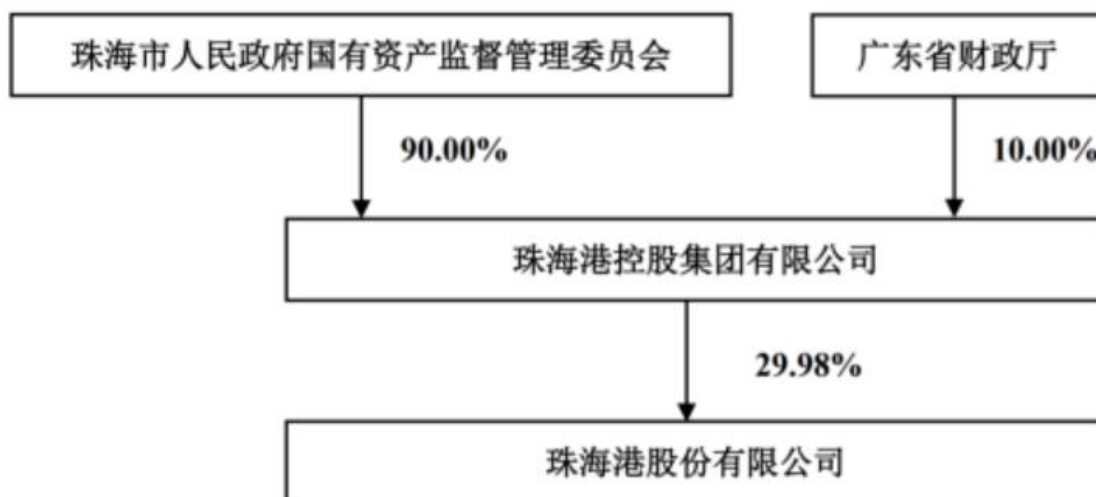 珠海市人民政府国有资产监督管理委员会
广东省财政厅
90.00%
10.00%
珠海港控股集团有限公司
29.98%
珠海港股份有限公司